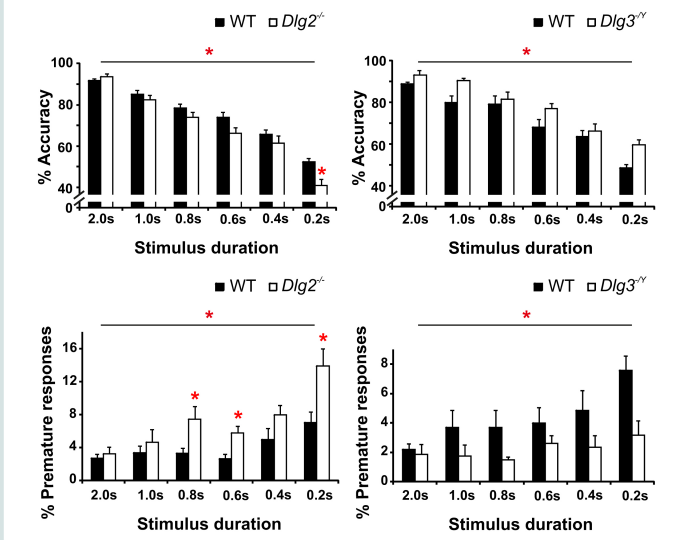 WT Dlg2-/-
*
% Accuracy
100
80
60
40
0
*
2.0s 1.0s 0.8s 0.6s 0.4s 0.2s
Stimulus duration
WT Dlg3-/Y
*
% Accuracy
100
80
60
40
0
2.0s 1.0s 0.8s 0.6s 0.4s 0.2s
Stimulus duration
WT Dlg2-/-
*
% Premature responses
16
12
8
4
0
* * *
2.0s 1.0s 0.8s 0.6s 0.4s 0.2s
Stimulus duration
WT Dlg3-/Y
*
% Premature responses
8
6
4
2
0
2.0s 1.0s 0.8s 0.6s 0.4s 0.2s
Stimulus duration